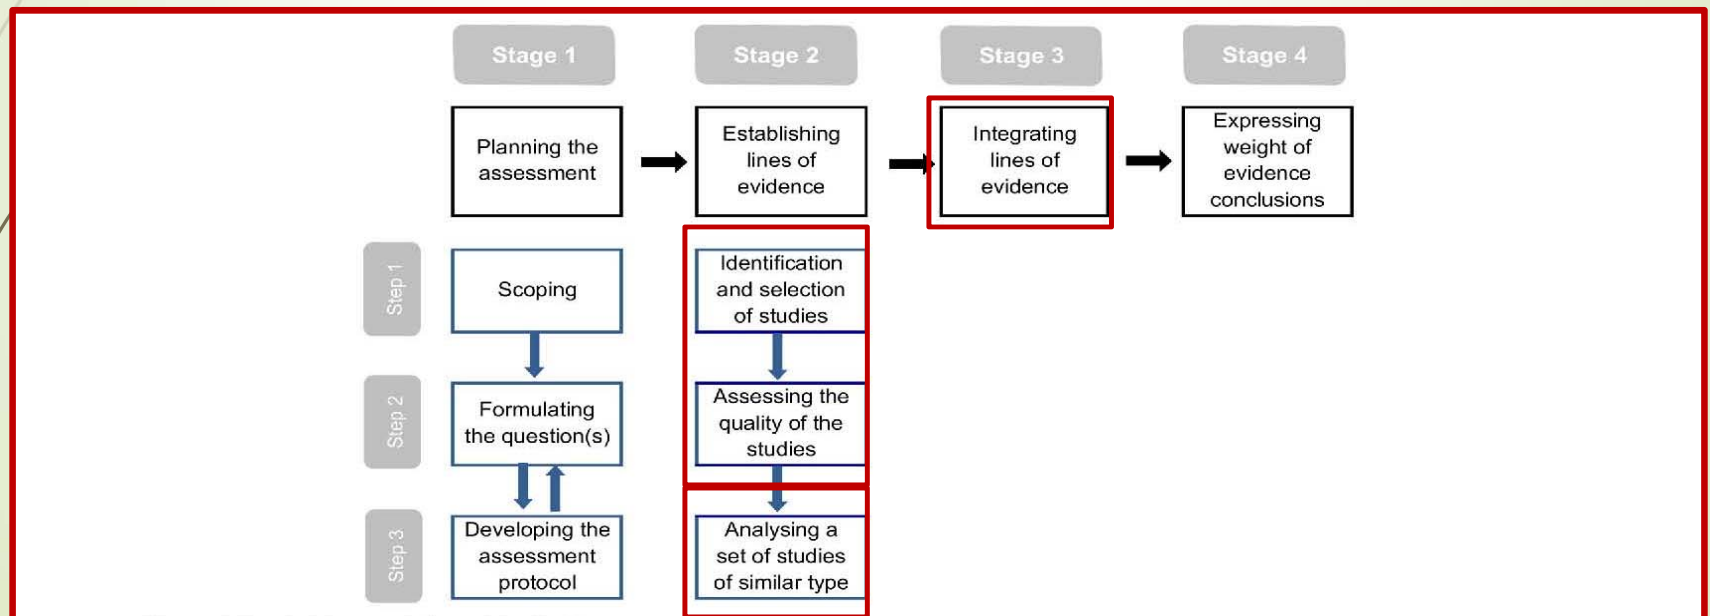 Stage 1
Stage 2
Stage 3
Stage 4
Planning the
assessment
Establishing
lines of
evidence
Integrating
lines of
evidence
Expressing
weight of
evidence
conclusions
Step 1
Scoping
Identification
and selection
of studies
Step 2
Formulating
the question(s)
Assessing the
quality of the
studies
Step 3
Developing the
assessment
protocol
Analysing a
set of studies
of similar type